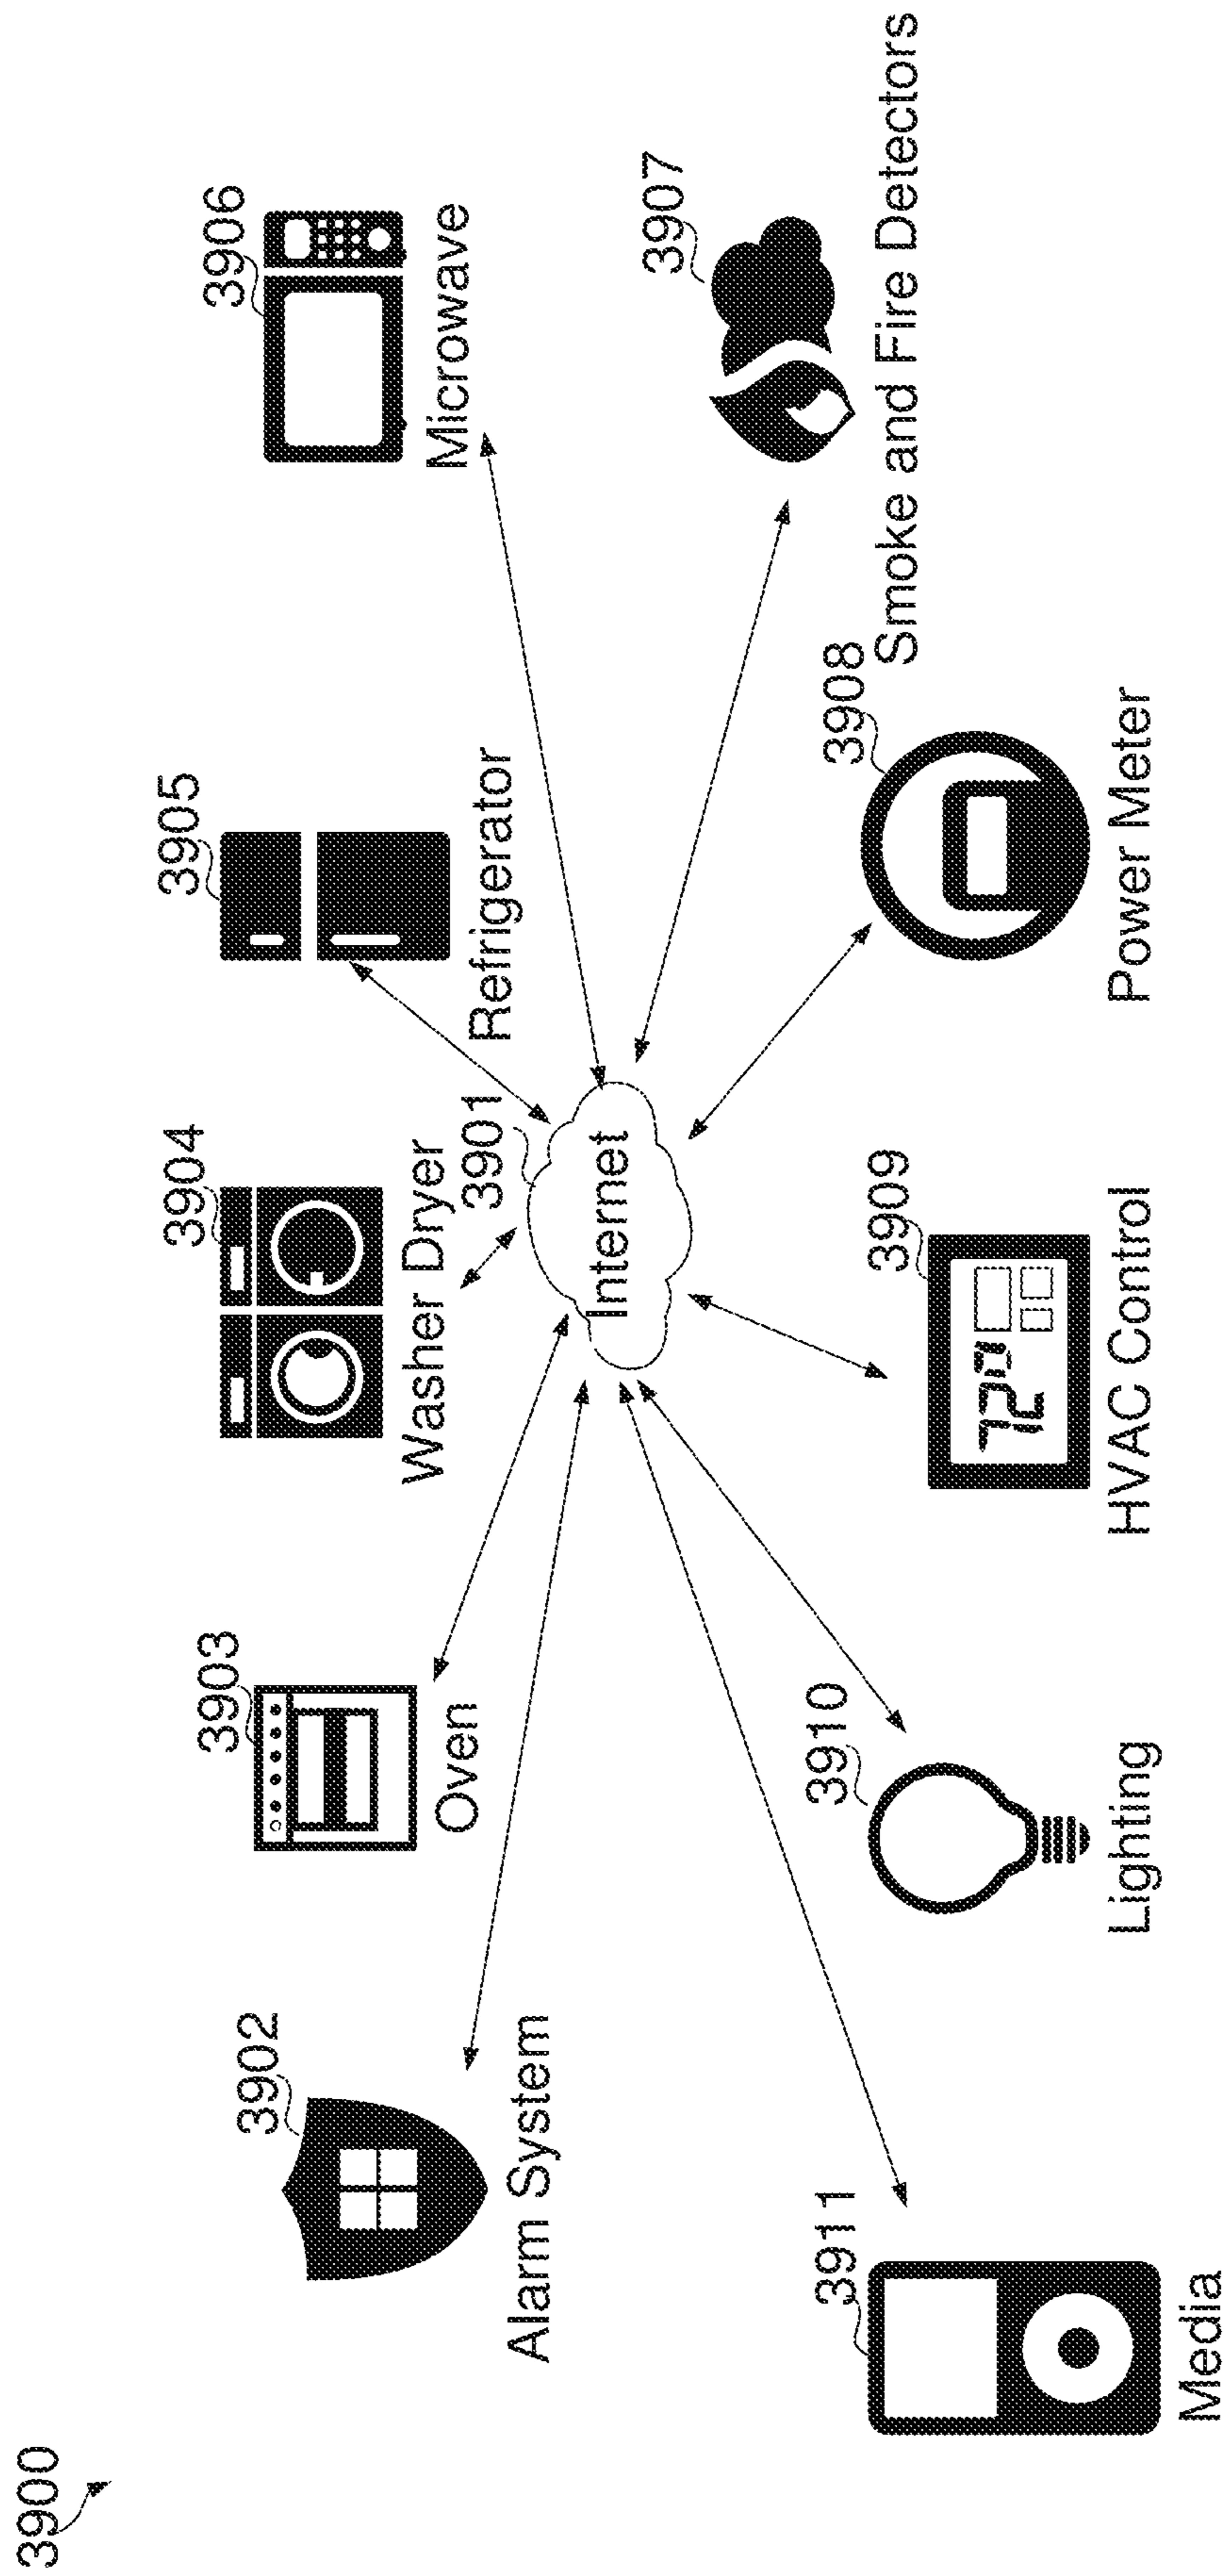 3900
3902
Alarm System
3903
Oven
3904
Washer Dryer
3905
Refrigerator
3906
Microwave
3901
Internet
3907
Smoke and Fire Detectors
3908
Power Meter
3909
72°
HVAC Control
3910
Lighting
3911
Media